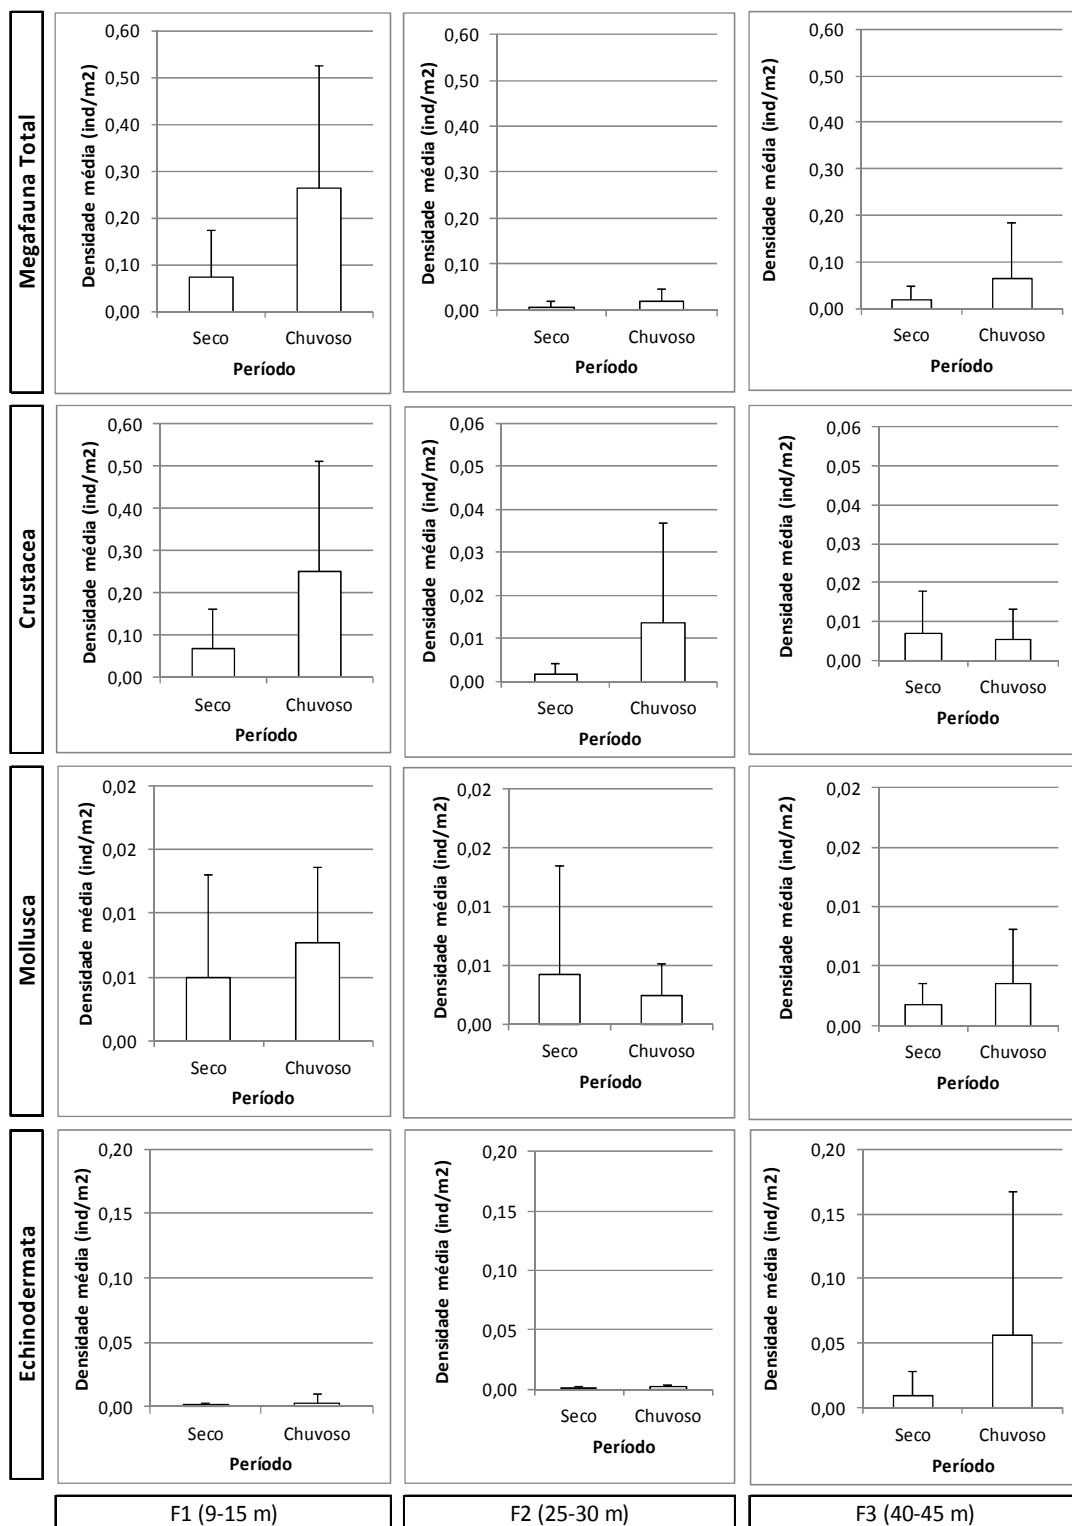 Megafauna Total
Densidade média (ind/m2)
0,60
0,50
0,40
0,30
0,20
0,10
0,00
Seco Chuvoso
Período
Densidade média (ind/m2)
0,60
0,50
0,40
0,30
0,20
0,10
0,00
Seco Chuvoso
Período
Densidade média (ind/m2)
0,60
0,50
0,40
0,30
0,20
0,10
0,00
Seco Chuvoso
Período
Crustacea
Densidade média (ind/m2)
0,60
0,50
0,40
0,30
0,20
0,10
0,00
Seco Chuvoso
Período
Densidade média (ind/m2)
0,06
0,05
0,04
0,03
0,02
0,01
0,00
Seco Chuvoso
Período
Densidade média (ind/m2)
0,06
0,05
0,04
0,03
0,02
0,01
0,00
Seco Chuvoso
Período
Mollusca
Densidade média (ind/m2)
0,02
0,02
0,01
0,01
0,00
Seco Chuvoso
Período
Densidade média (ind/m2)
0,02
0,02
0,01
0,01
0,00
Seco Chuvoso
Período
Densidade média (ind/m2)
0,02
0,02
0,01
0,01
0,00
Seco Chuvoso
Período
Echinodermata
Densidade média (ind/m2)
0,20
0,15
0,10
0,05
0,00
Seco Chuvoso
Período
Densidade média (ind/m2)
0,20
0,15
0,10
0,05
0,00
Seco Chuvoso
Período
Densidade média (ind/m2)
0,20
0,15
0,10
0,05
0,00
Seco Chuvoso
Período
F1 (9-15 m)
F2 (25-30 m)
F3 (40-45 m)